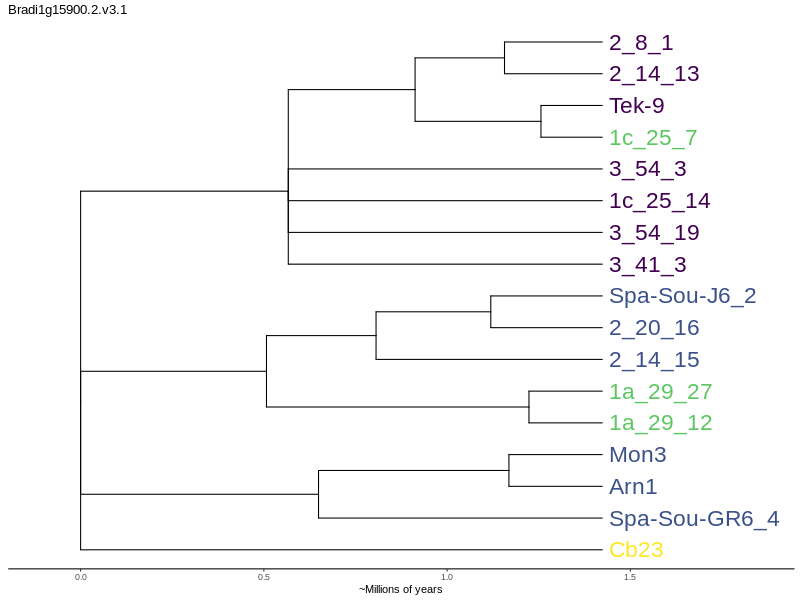 Bradi1g15900.2.v3.1
2_8_1
2_14_13
Tek-9
1c_25_7
3_54_3
1c_25_14
3_54_19
3_41_3
Spa-Sou-J6_2
2_20_16
2_14_15
1a_29_27
1a_29_12
Mon3
Arn1
Spa-Sou-GR6_4
Cb23
0.0 0.5 1.0 1.5
~Millions of years